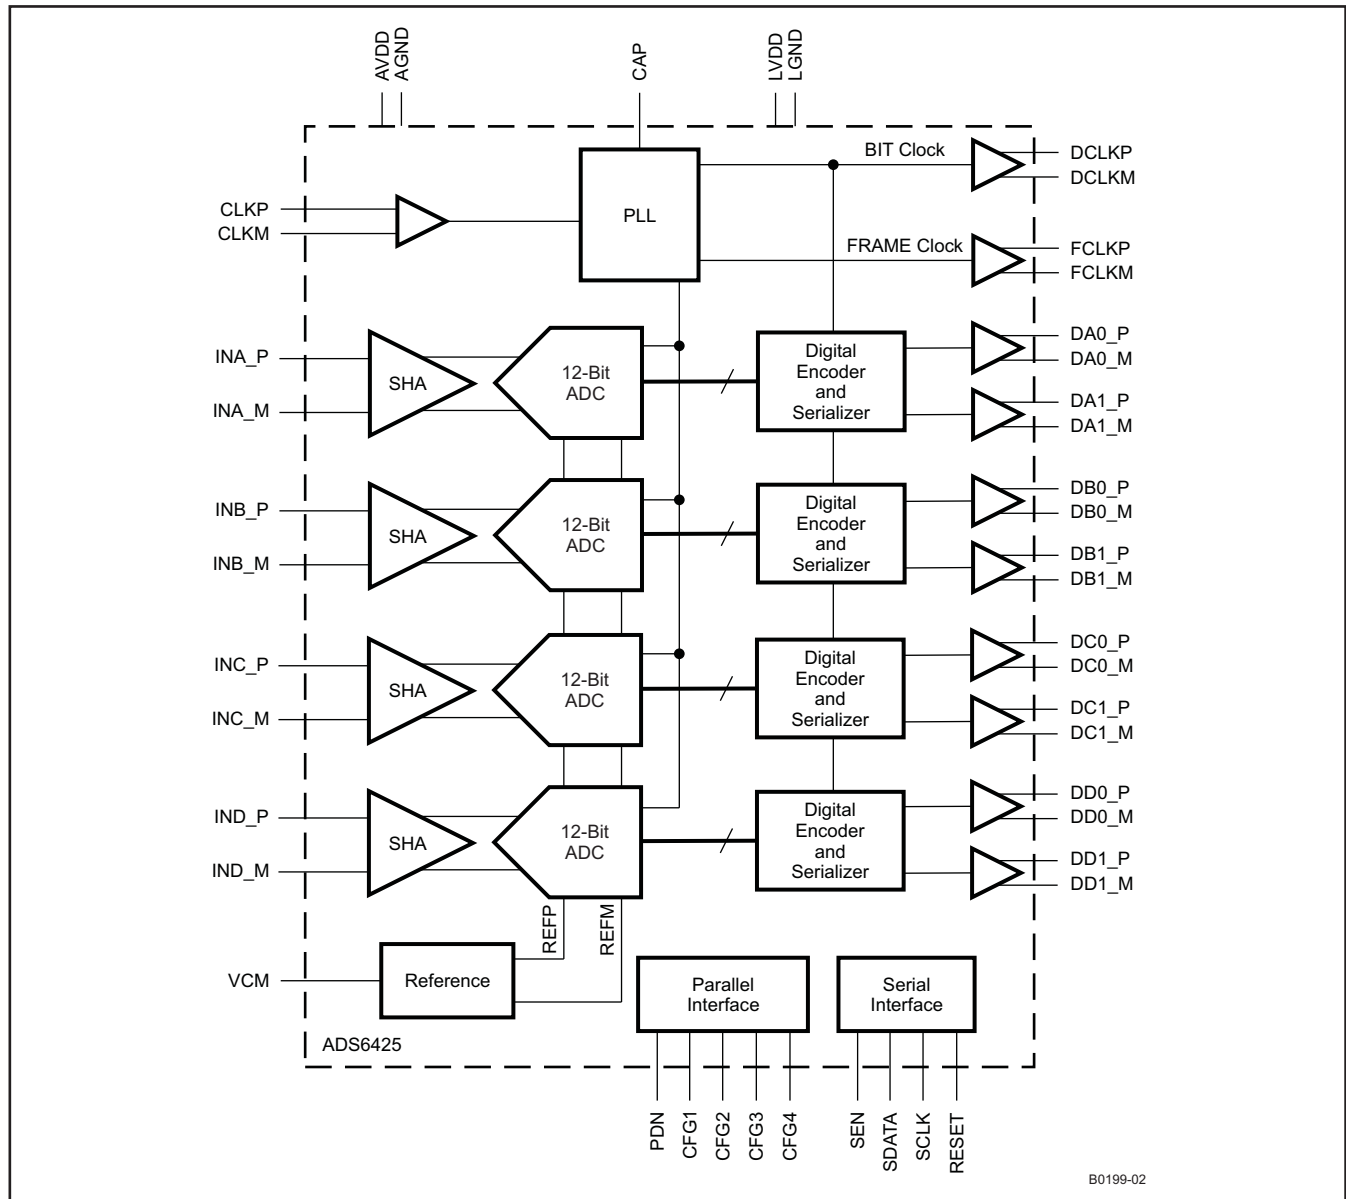 AVDD
AGND
CAP
LVDD
LGND
BIT Clock
DCLKP
DCLKM
CLKP
CLKM
PLL
FRAME Clock
FCLKP
FCLKM
INA_P
INA_M
SHA
12-Bit
ADC
Digital
Encoder
and
Serializer
DA0_P
DA0_M
DA1_P
DA1_M
INB_P
INB_M
SHA
12-Bit
ADC
Digital
Encoder
and
Serializer
DB0_P
DB0_M
DB1_P
DB1_M
INC_P
INC_M
SHA
12-Bit
ADC
Digital
Encoder
and
Serializer
DC0_P
DC0_M
DC1_P
DC1_M
IND_P
IND_M
SHA
12-Bit
ADC
Digital
Encoder
and
Serializer
DD0_P
DD0_M
DD1_P
DD1_M
REFP
REFM
VCM
Reference
Parallel
Interface
Serial
Interface
ADS6425
PDN
CFG1
CFG2
CFG3
CFG4
SEN
SDATA
SCLK
RESET
B0199-02